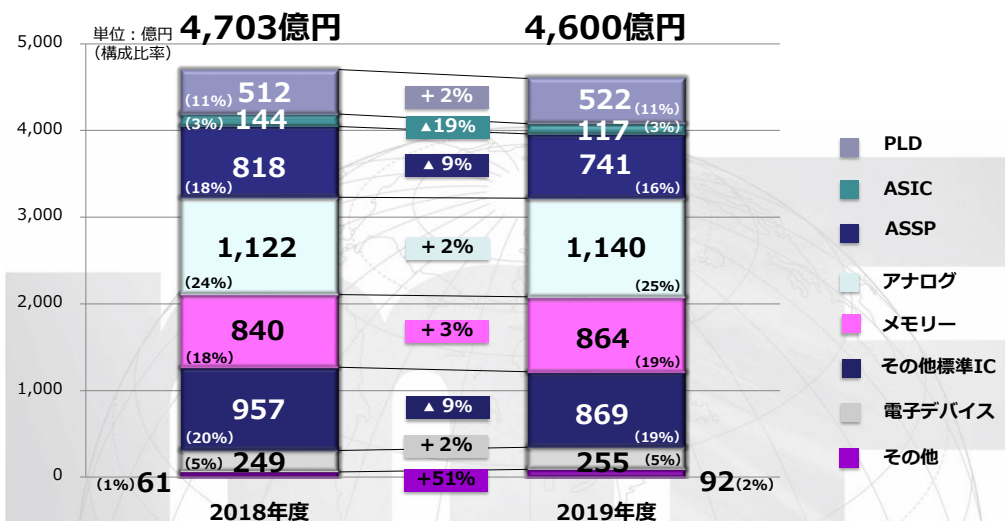 4,703億円
4,600億円
単位：億円
（構成比率）
5,000
4,000
3,000
2,000
1,000
0
(11%) 512
+ 2%
522 (11%)
(3%) 144
▲19%
117 (3%)
818
(18%)
▲ 9%
741
(16%)
1,122
(24%)
+ 2%
1,140
(25%)
840
(18%)
+ 3%
864
(19%)
957
(20%)
▲ 9%
869
(19%)
(5%) 249
+ 2%
255 (5%)
(1%) 61
+51%
92 (2%)
2018年度
2019年度
PLD
ASIC
ASSP
アナログ
メモリー
その他標準IC
電子デバイス
その他